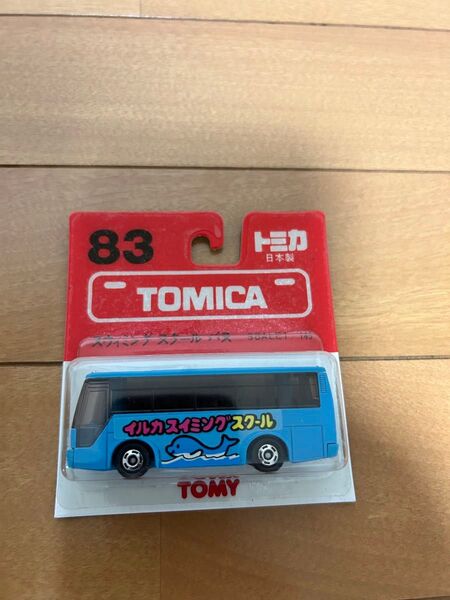 83
トミカ
日本製
TOMICA
スウイミング スクール バス
イルカ スイミング スクール
TOMY